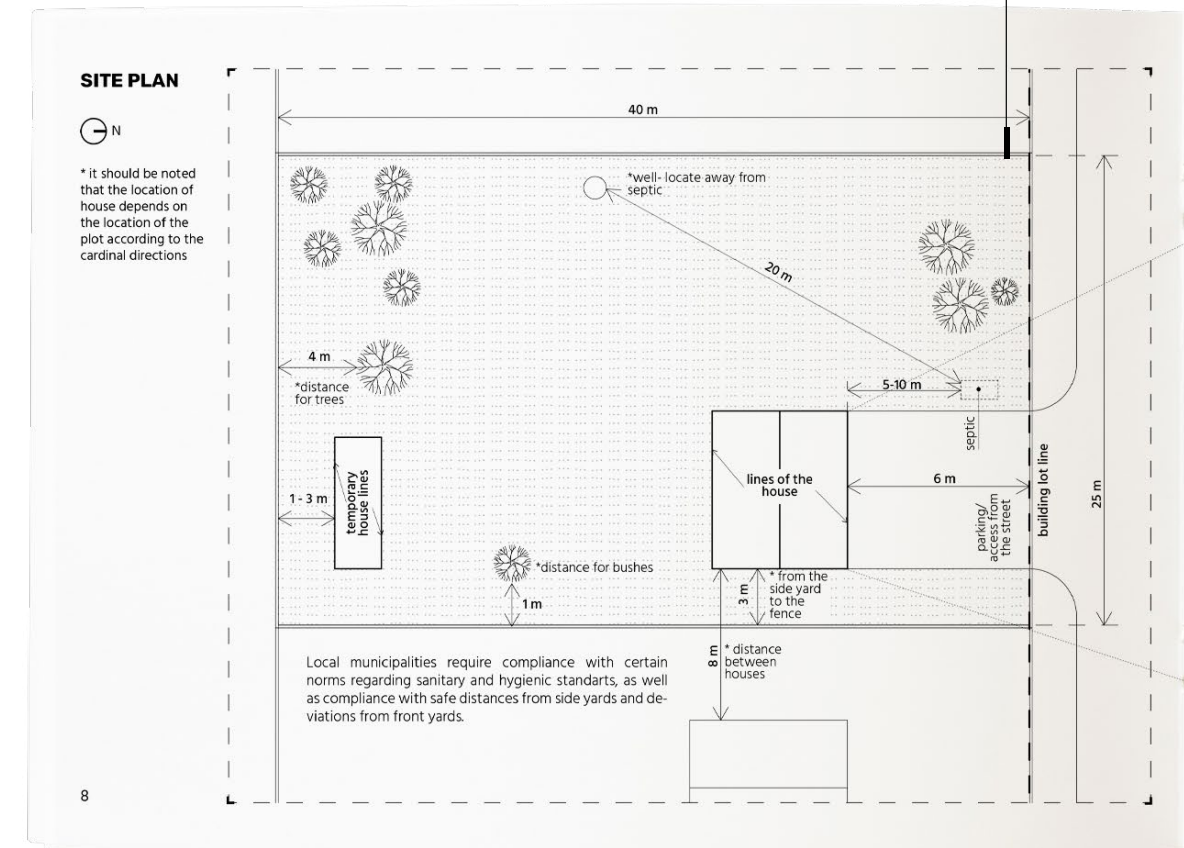 SITE PLAN
N
* it should be noted
that the location of
house depends on
the location of the
plot according to the
cardinal directions
40 m
*well- locate away from
septic
20 m
4 m
*distance
for trees
5-10 m
septic
1 - 3 m
temporary
house lines
lines of the
house
6 m
parking/
access from
the street
building lot line
25 m
*distance for bushes
1 m
3 m
* from the
side yard
to the
fence
8 m
* distance
between
houses
Local municipalities require compliance with certain
norms regarding sanitary and hygienic standarts, as well
as compliance with safe distances from side yards and de-
viations from front yards.
8